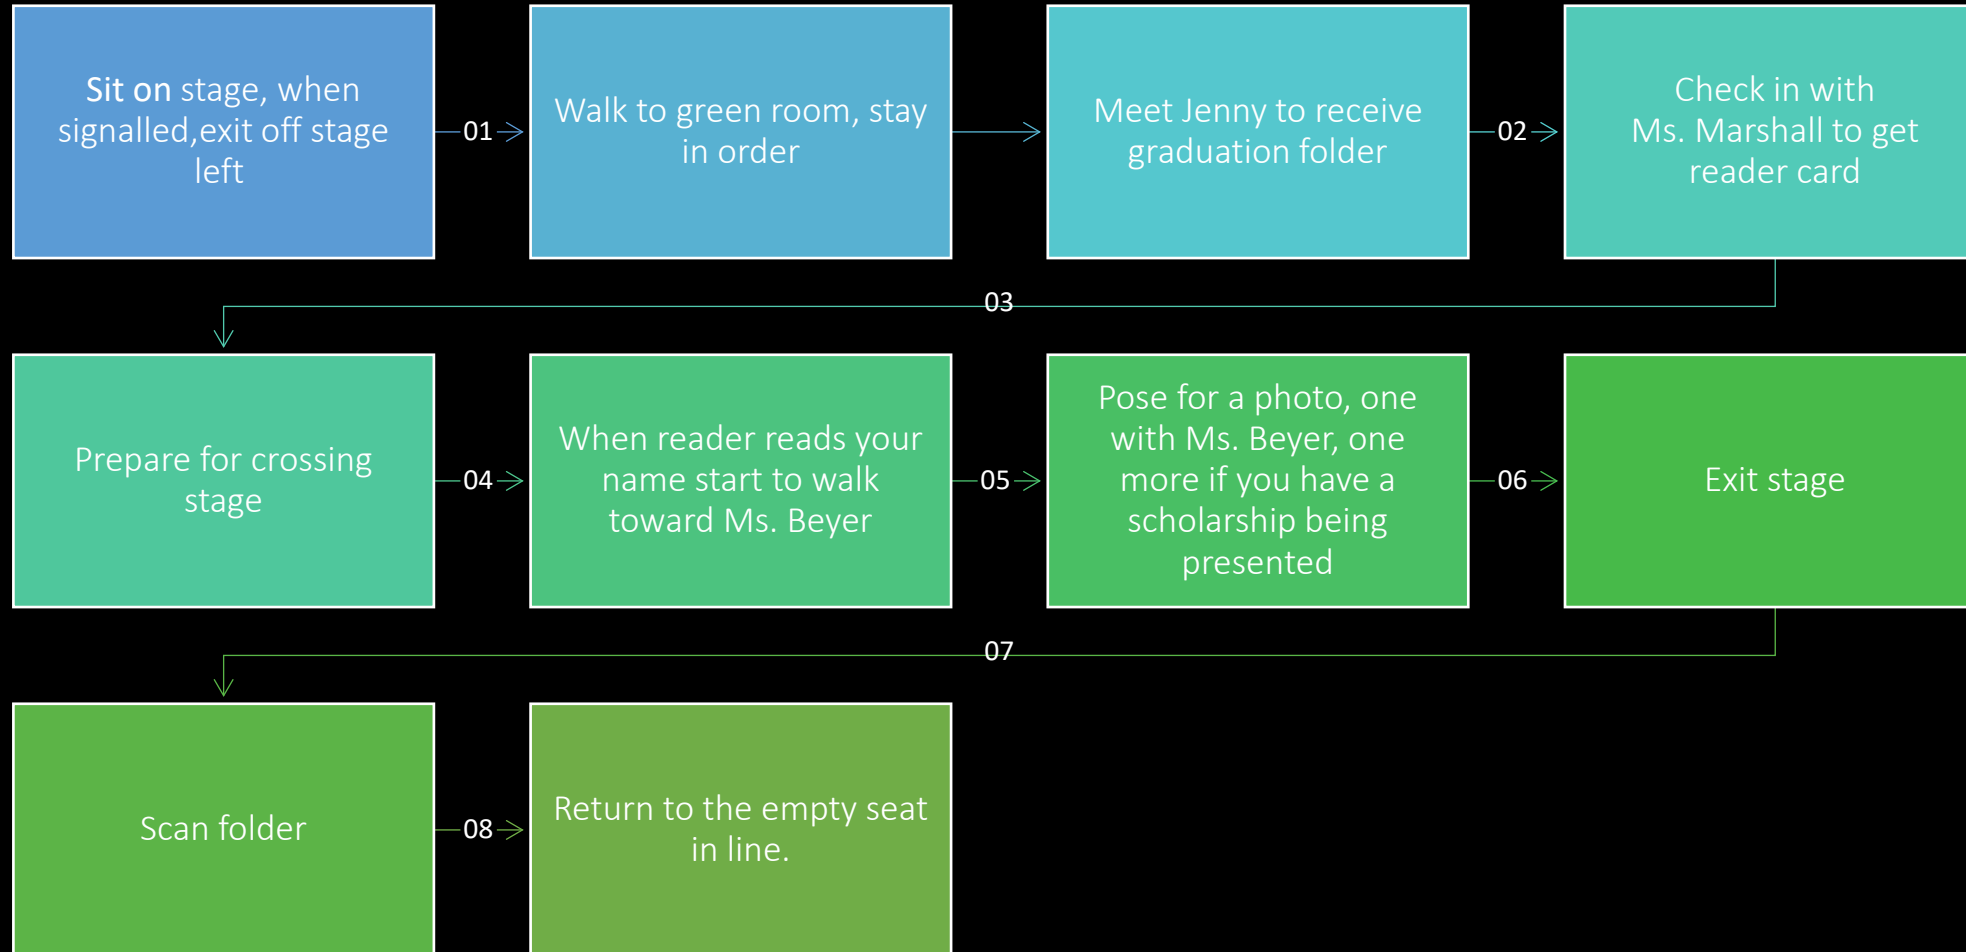 Sit on stage, when
signalled,exit off stage
left
01
Walk to green room, stay
in order
Meet Jenny to receive
graduation folder
02
Check in with
Ms. Marshall to get
reader card
03
Prepare for crossing
stage
04
When reader reads your
name start to walk
toward Ms. Beyer
05
Pose for a photo, one
with Ms. Beyer, one
more if you have a
scholarship being
presented
06
Exit stage
07
Scan folder
08
Return to the empty seat
in line.